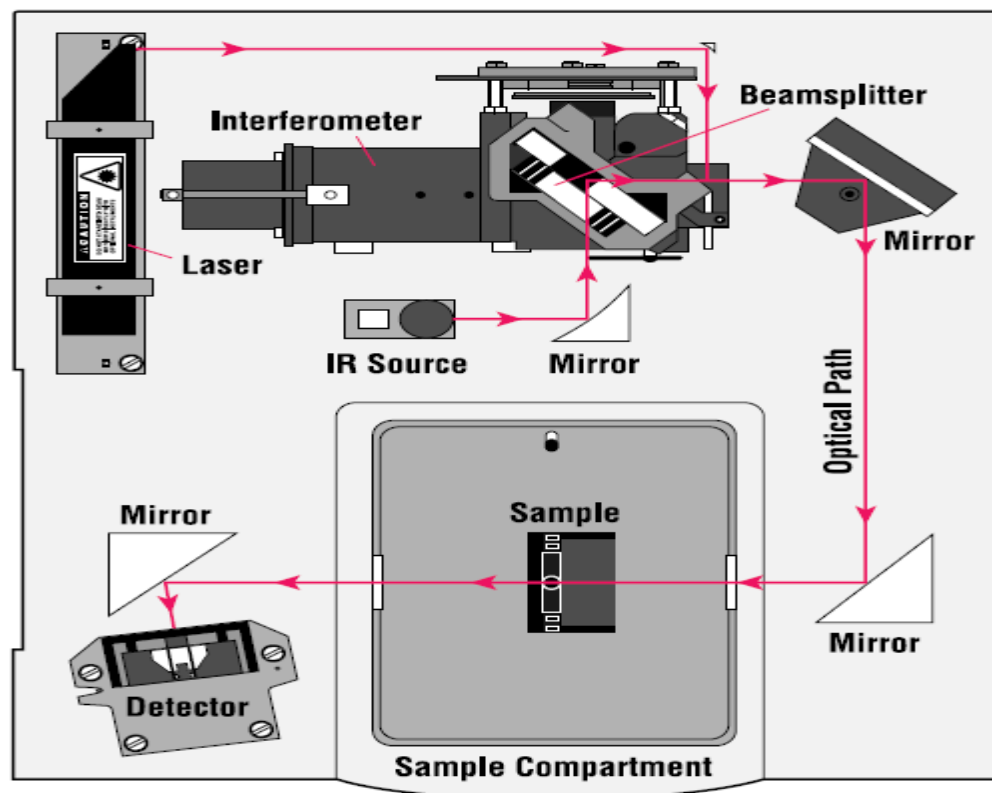 Beamsplitter
Interferometer
Mirror
Laser
IR Source
Mirror
Optical Path
Mirror
Sample
Mirror
Detector
Sample Compartment
CAUTION